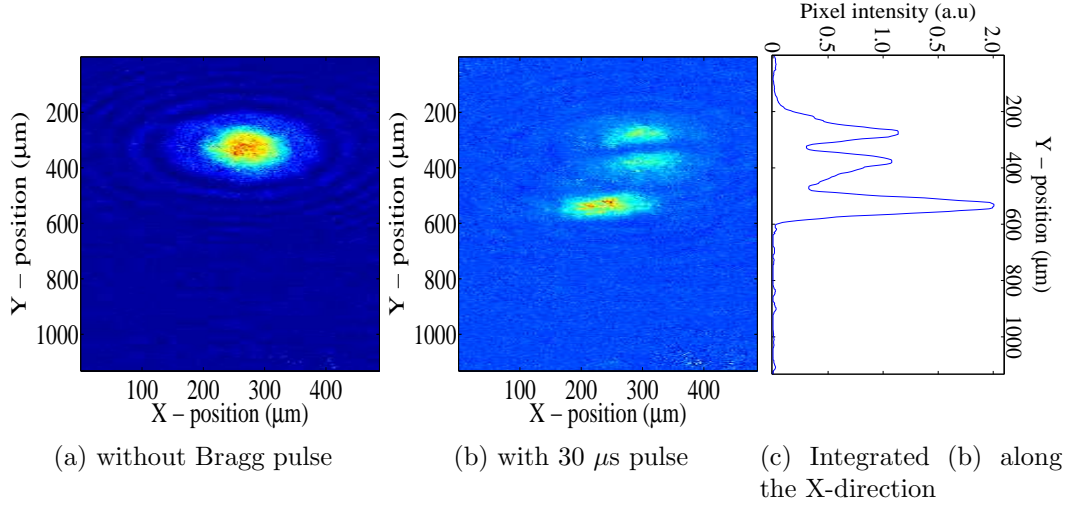 Pixel intensity (a.u)
0 0.5 1.0 0.5 2.0
200
400
600
800
1000
Y – position (μm)
100 200 300 400
X – position (μm)
200
400
600
800
1000
Y – position (μm)
100 200 300 400
X – position (μm)
200
400
600
800
1000
Y – position (μm)
(a) without Bragg pulse
(b) with 30 μs pulse
(c) Integrated (b) along
the X-direction